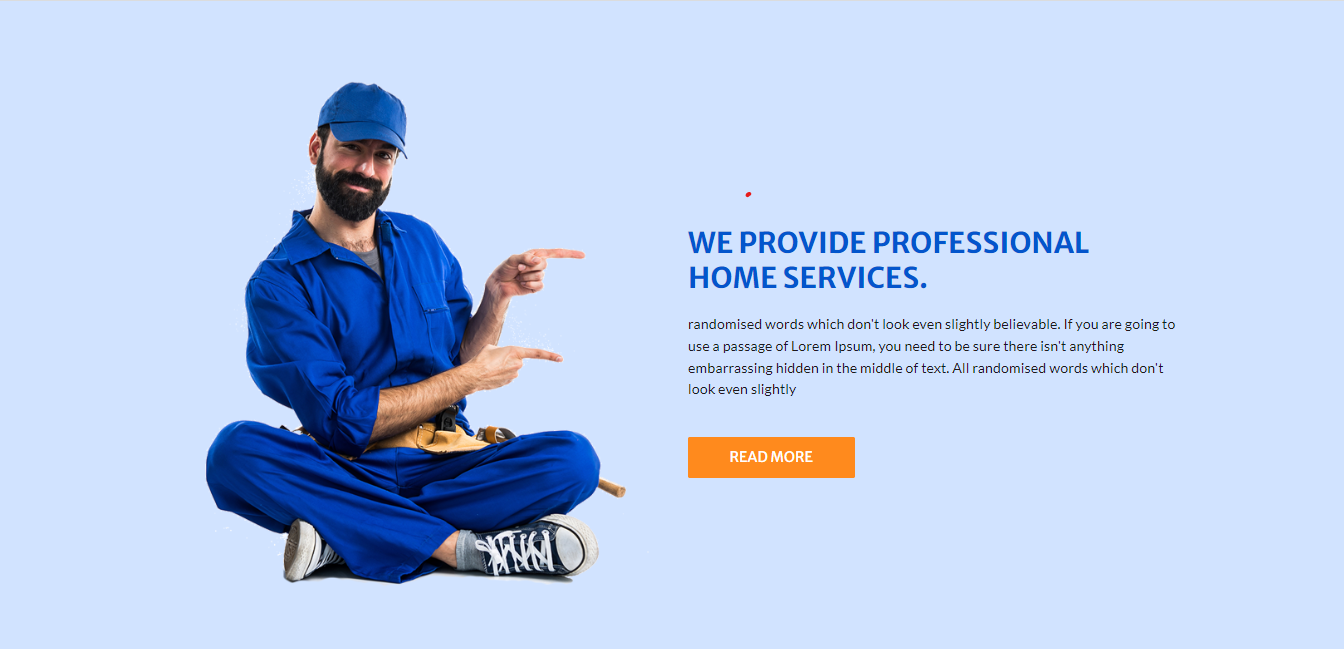 WE PROVIDE PROFESSIONAL
HOME SERVICES.
randomised words which don't look even slightly believable. If you are going to
use a passage of Lorem Ipsum, you need to be sure there isn't anything
embarrassing hidden in the middle of text. All randomised words which don't
look even slightly
READ MORE